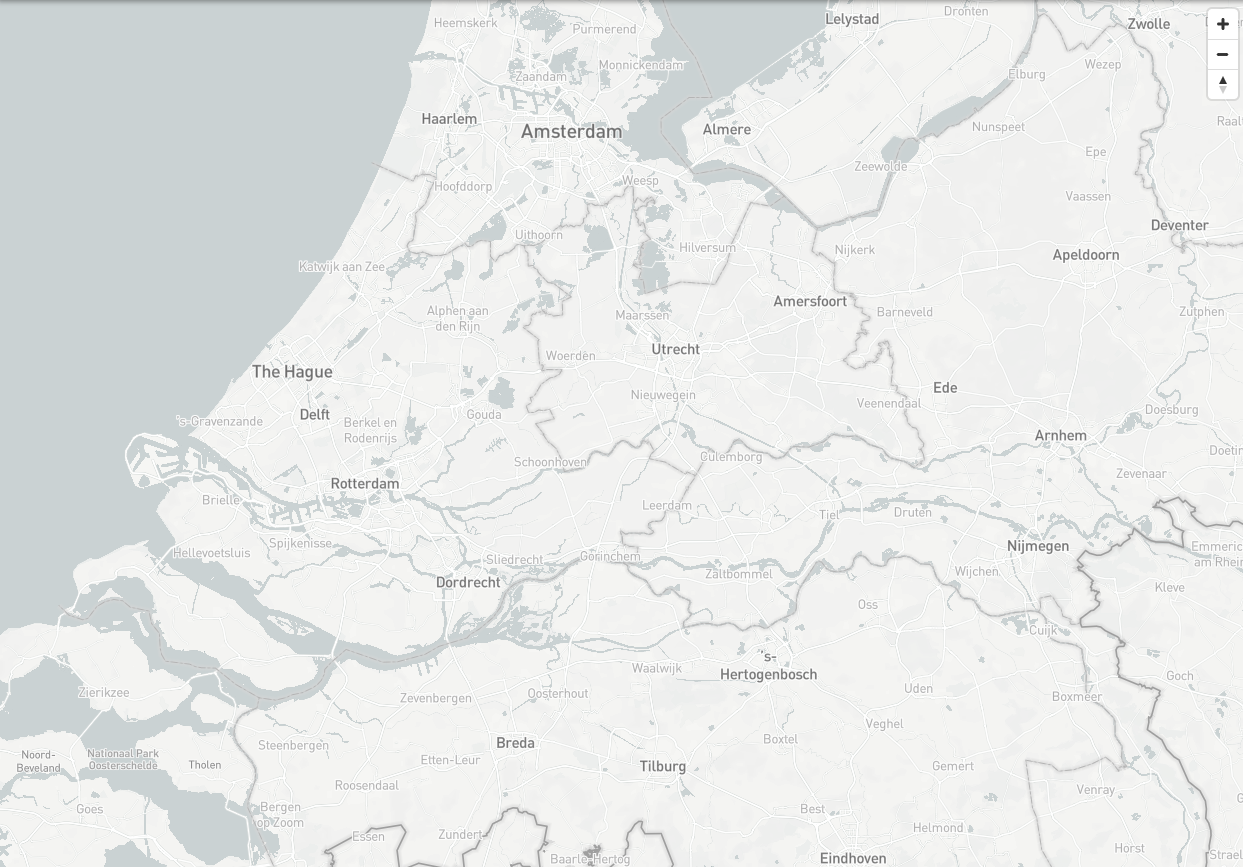 Heemskerk
Purmerend
Lelystad
Dronten
Zwolle
Zaandam
Monnickendam
Elburg
Wezep
Haarlem
Amsterdam
Almere
Nunspeet
Raal
Hoofddorp
Weesp
Zeewolde
Epe
Vaassen
Uithoorn
Hilversum
Nijkerk
Deventer
Apeldoorn
Katwijk aan Zee
Alphen aan
den Rijn
Maarssen
Amersfoort
Barneveld
Zutphen
Woerden
Utrecht
The Hague
Nieuwegein
Veenendaal
Ede
Doesburg
's-Gravenzande
Delft
Berkel en
Rodenrijs
Gouda
Arnhem
Doetin
Schoonhoven
Culemborg
Zevenaar
Brielle
Rotterdam
Leerdam
Tiel
Druten
Hellevoetsluis
Spijkenisse
Sliedrecht
Gorinchem
Nijmegen
Emmeric
am Rhein
Dordrecht
Zaltbommel
Wijchen
Kleve
Oss
Cuijk
Zierikzee
Zevenbergen
Oosterhout
Waalwijk
's-
Hertogenbosch
Uden
Boxmeer
Goch
Noord-
Beveland
Nationaal Park
Oosterschelde
Tholen
Steenbergen
Etten-Leur
Breda
Tilburg
Boxtel
Veghel
Gemert
Goes
Bergen
op Zoom
Roosendaal
Best
Helmond
Venray
Essen
Zundert
Baarle-Hertog
Eindhoven
Horst
Strael